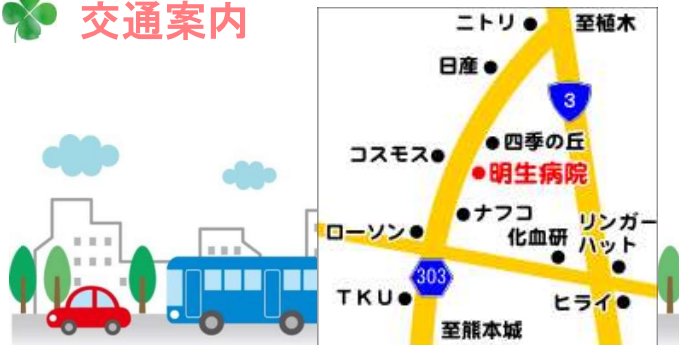 交通案内
ニトリ
至植木
日産
3
四季の丘
コスモス
明生病院
ナフコ
リンガー
ハット
ローソン
化血研
303
TKU
ヒライ
至熊本城